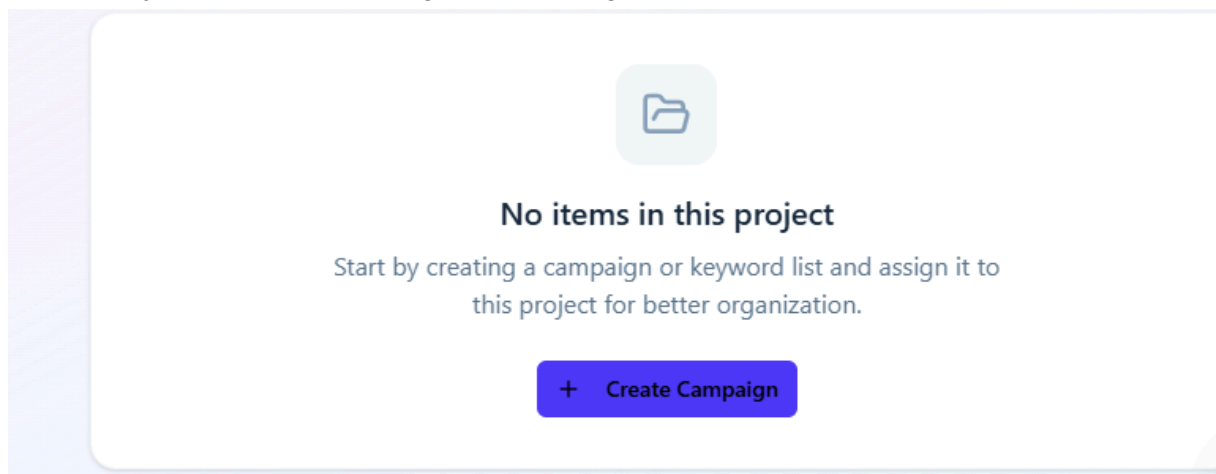 No items in this project
Start by creating a campaign or keyword list and assign it to
this project for better organization.
+ Create Campaign